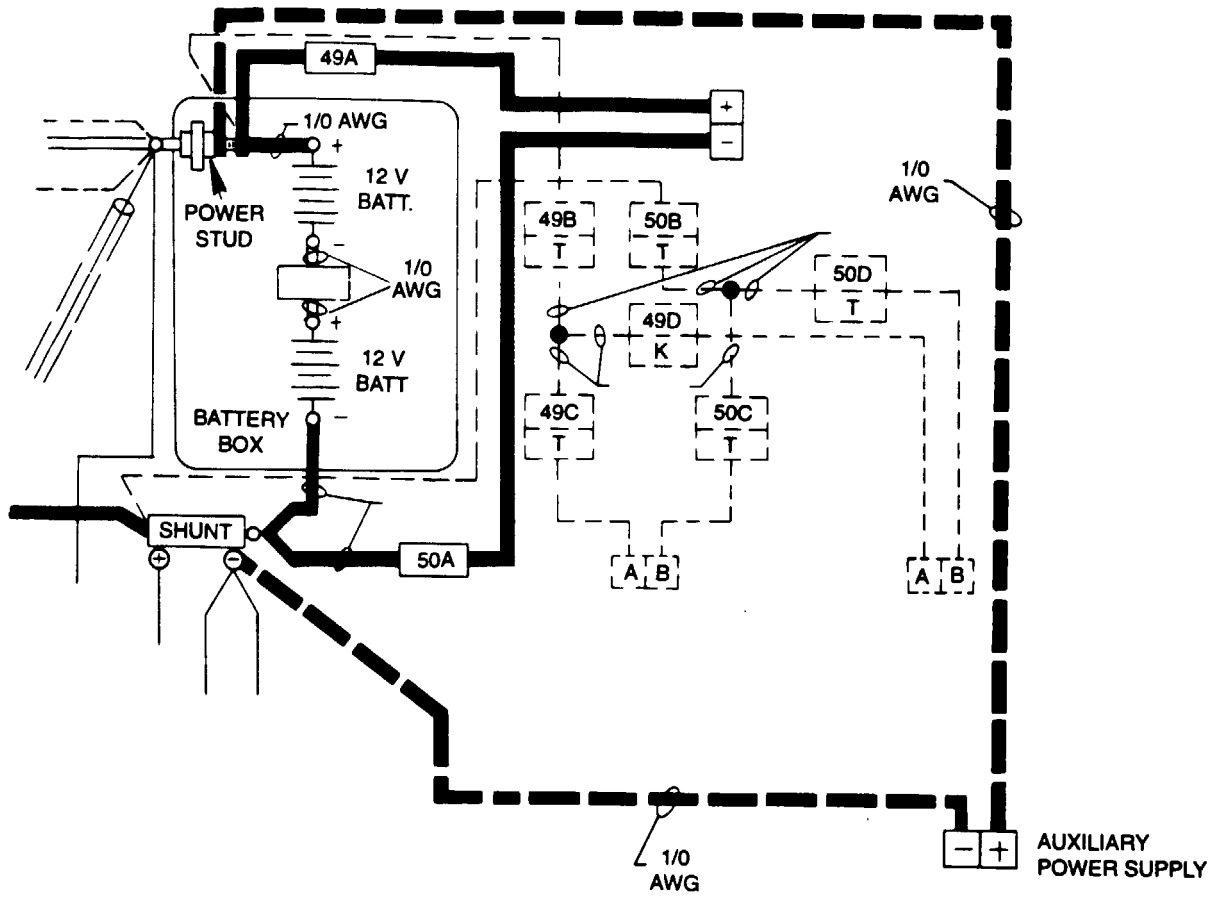 49A
+
−
1/0 AWG
+
12 V
BATT.
−
POWER
STUD
1/0
AWG
+
12 V
BATT
−
BATTERY
BOX
SHUNT
+
−
50A
49B
T
50B
T
50D
T
49D
K
49C
T
50C
T
A B
A B
1/0
AWG
1/0
AWG
− +
AUXILIARY
POWER SUPPLY